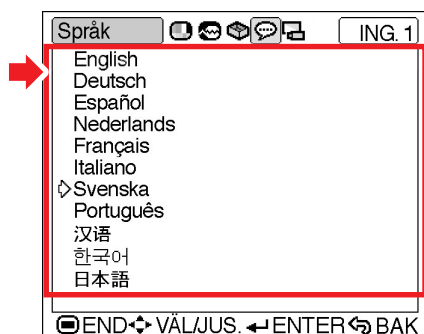 Språk ING. 1
English
Deutsch
Español
Nederlands
Français
Italiano
Svenska
Português
汉语
한국어
日本語
END VÄL/JUS. ENTER BAK